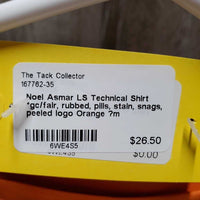 The Tack Collector
167762-35
Noel Asmar LS Technical Shirt
*gc/fair, rubbed, pills, stain, snags,
peeled logo Orange ?m
$26.50
6WE4S5
6WE4S5
$0.00